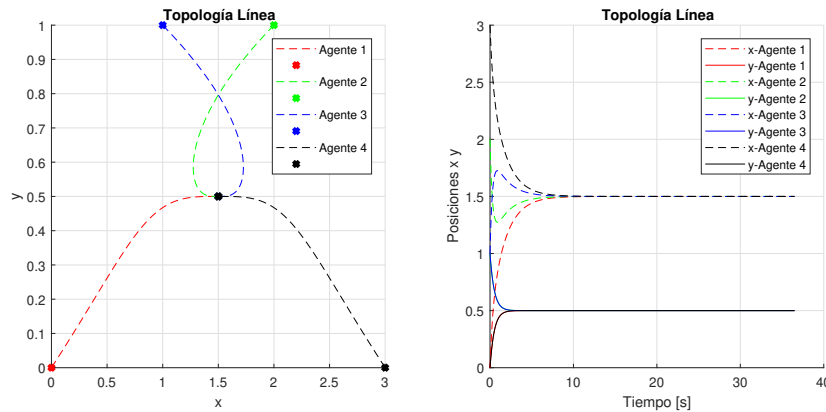 Topología Línea
1
0.9
0.8
0.7
0.6
0.5
0.4
0.3
0.2
0.1
0
y
Agente 1
Agente 2
Agente 3
Agente 4
0 0.5 1 1.5 2 2.5 3
x
Topología Línea
3
2.5
2
1.5
1
0.5
0
Posiciones x y
x-Agente 1
y-Agente 1
x-Agente 2
y-Agente 2
x-Agente 3
y-Agente 3
x-Agente 4
y-Agente 4
0 10 20 30 40
Tiempo [s]